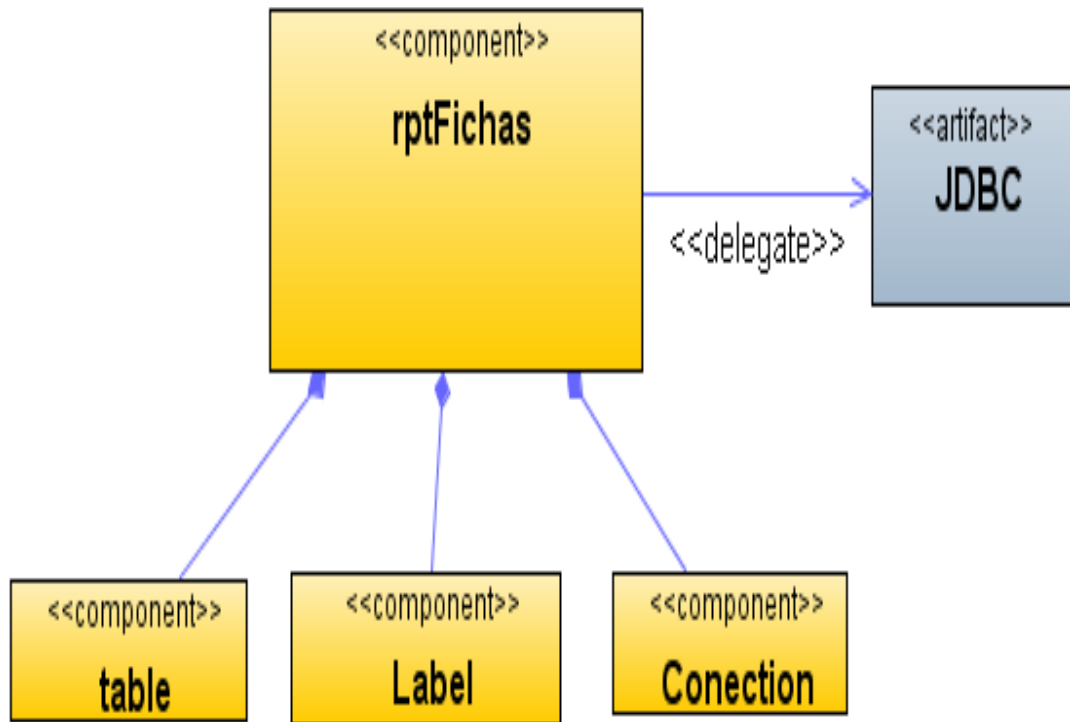 <<component>>
rptFichas
<<artifact>>
JDBC
<<delegate>>
<<component>>
table
<<component>>
Label
<<component>>
Conection